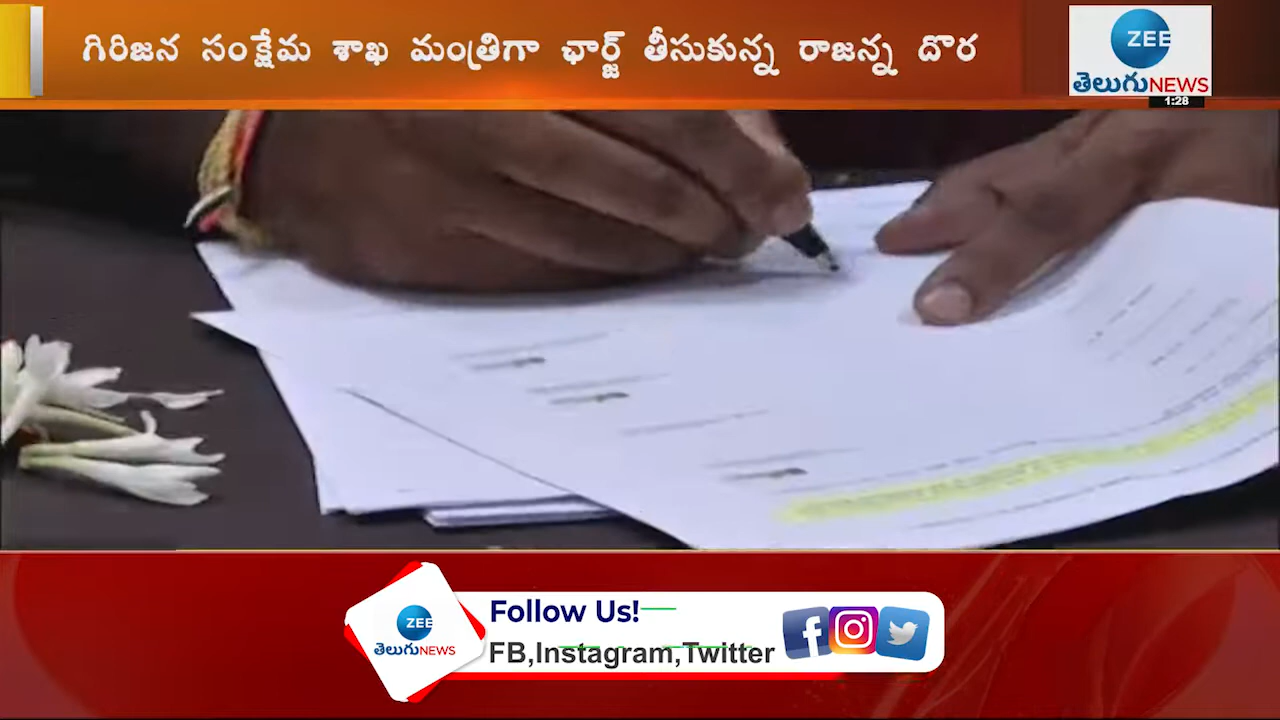 గిరిజన సంక్షేమ శాఖ మంత్రిగా ఛార్జ్ తీసుకున్న రాజన్న దొర
ZEE
తెలుగు NEWS
1:28
Follow Us!
FB,Instagram,Twitter
ZEE
తెలుగు NEWS